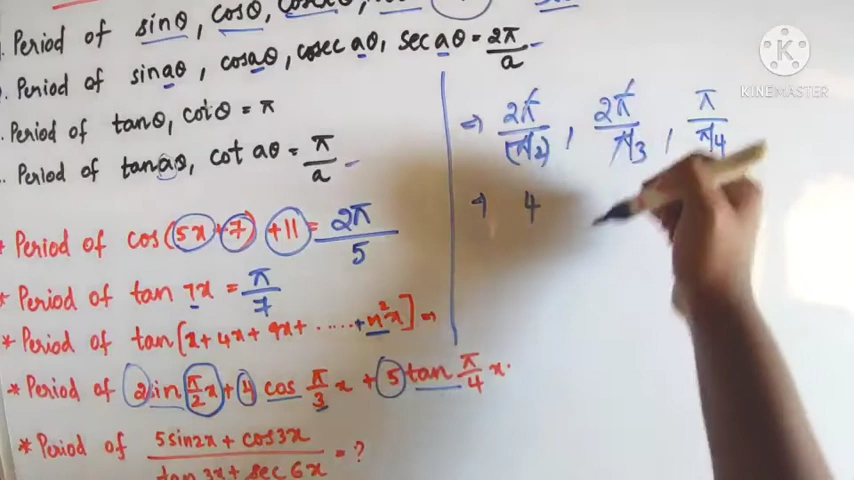 Period of sinθ, cosθ,
Period of sinaθ, cosaθ, cosec aθ, sec aθ = 2π/a
Period of tanθ, cotθ = π
Period of tanaθ, cot aθ = π/a
* Period of cos(5x+7) +11 = 2π/5
* Period of tan 7x = π/7
* Period of tan[x+4x+9x+ ...... +n²x] =
* Period of 2sin π/2 x + 4 cos π/3 x + 5 tan π/4 x.
* Period of (5sin2x + cos3x)/(tan3x + sec6x) = ?
⇒ 2π/(π/2) , 2π/(π/3) , π/(π/4)
⇒ 4
K
KINEMASTER